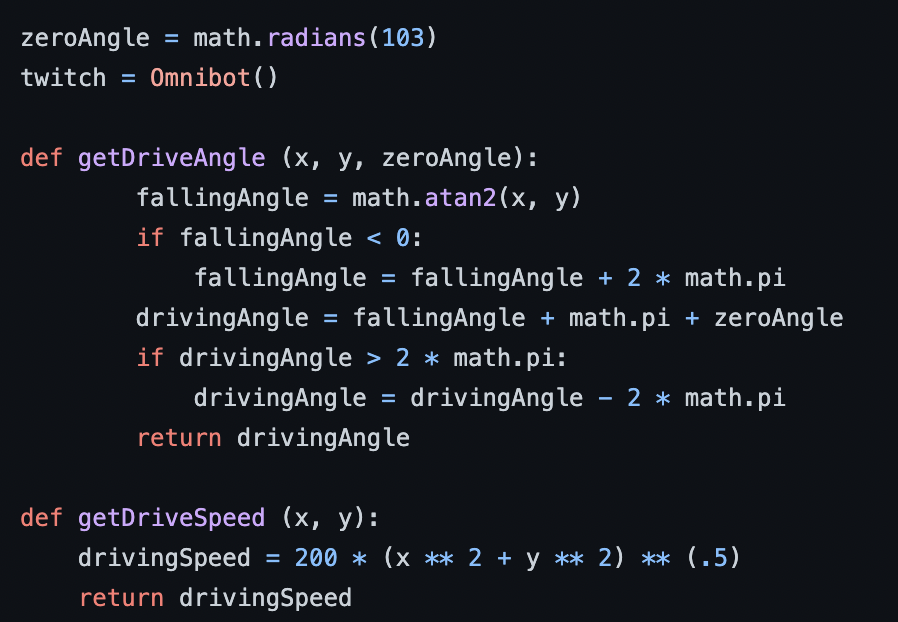 zeroAngle = math.radians(103)
twitch = Omnibot()

def getDriveAngle (x, y, zeroAngle):
        fallingAngle = math.atan2(x, y)
        if fallingAngle < 0:
            fallingAngle = fallingAngle + 2 * math.pi
        drivingAngle = fallingAngle + math.pi + zeroAngle
        if drivingAngle > 2 * math.pi:
            drivingAngle = drivingAngle - 2 * math.pi
        return drivingAngle

def getDriveSpeed (x, y):
    drivingSpeed = 200 * (x ** 2 + y ** 2) ** (.5)
    return drivingSpeed